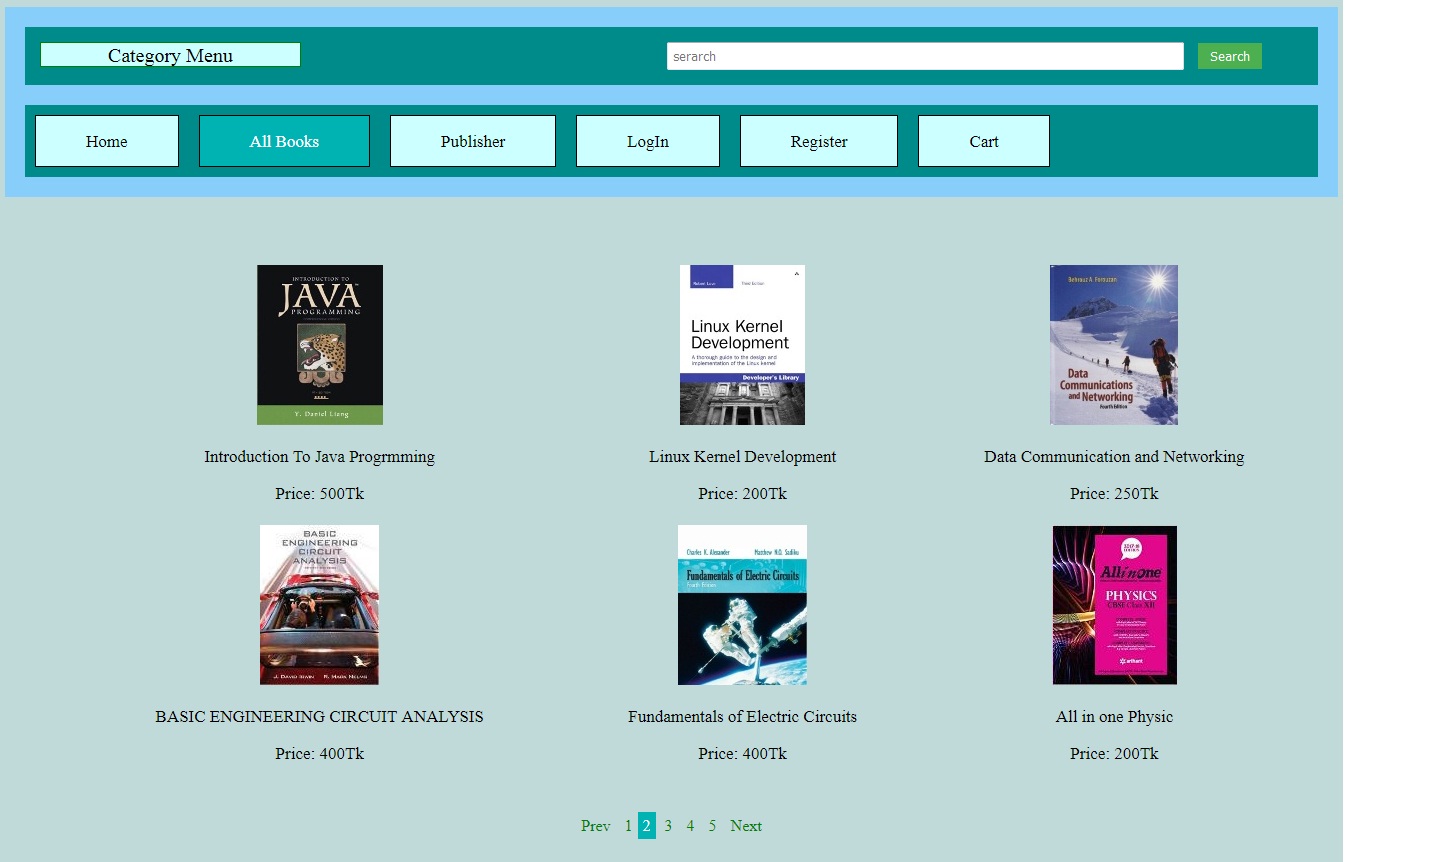 Category Menu
serarch
Search
Home
All Books
Publisher
LogIn
Register
Cart
INTRODUCTION TO
JAVA
PROGRAMMING
Y. Daniel Liang
Robert Love
Third Edition
Linux Kernel
Development
A thorough guide to the design and
implementation of the Linux kernel
Developer's Library
Behrouz A. Forouzan
Data
Communications
and Networking
Fourth Edition
Introduction To Java Progrmming
Linux Kernel Development
Data Communication and Networking
Price: 500Tk
Price: 200Tk
Price: 250Tk
BASIC
ENGINEERING
CIRCUIT
ANALYSIS
J. DAVID IRWIN
R. MARK NELMS
Charles K. Alexander
Matthew N.O. Sadiku
Fundamentals of Electric Circuits
Fourth Edition
2017-18
EDITION
All in one
PHYSICS
CBSE Class XII
arihant
BASIC ENGINEERING CIRCUIT ANALYSIS
Fundamentals of Electric Circuits
All in one Physic
Price: 400Tk
Price: 400Tk
Price: 200Tk
Prev 1 2 3 4 5 Next